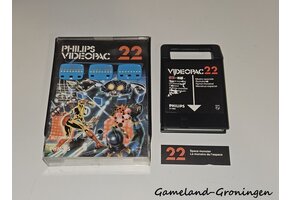 PHILIPS
VIDEOPAC 22
VIDEOPAC 22
PHILIPS
22
Space monster
Le monstre de l'espace
Gameland-Groningen